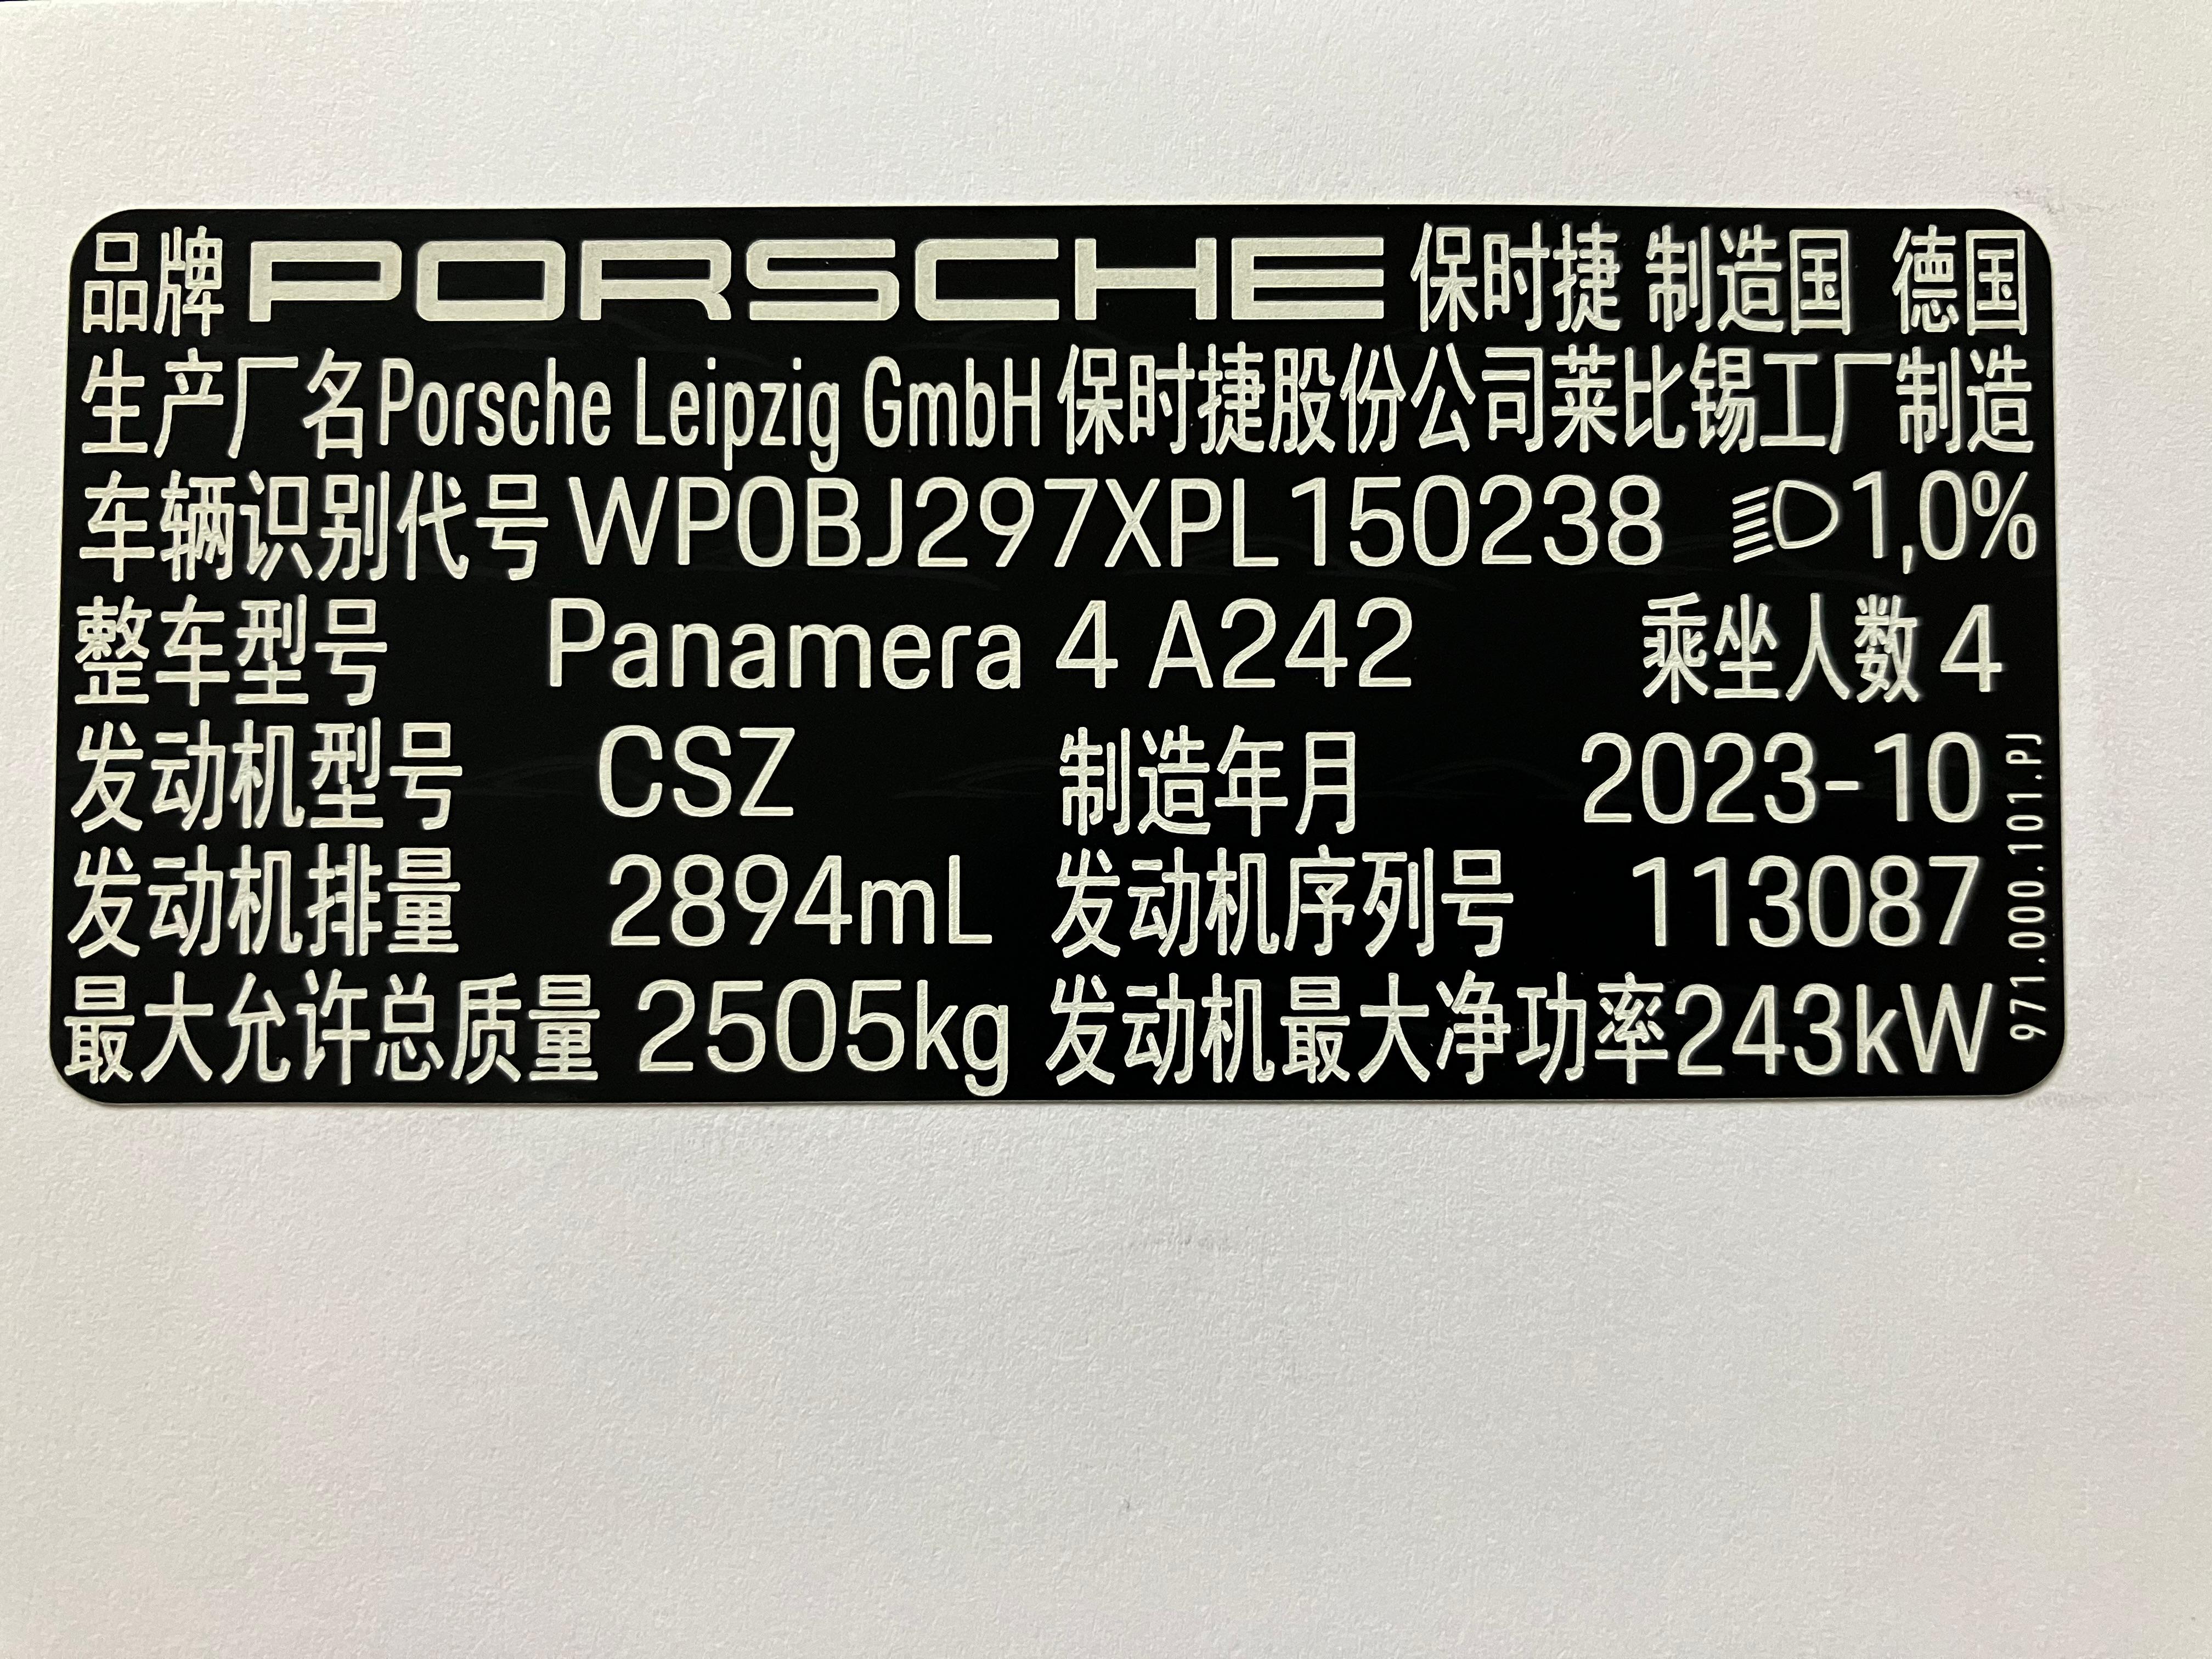 品牌 PORSCHE 保时捷 制造国 德国
生产厂名Porsche Leipzig GmbH 保时捷股份公司莱比锡工厂制造
车辆识别代号 WP0BJ297XPL150238 1,0%
整车型号 Panamera 4 A242 乘坐人数 4
发动机型号 CSZ 制造年月 2023-10
发动机排量 2894mL 发动机序列号 113087
最大允许总质量 2505kg 发动机最大净功率243kW
971.000.101.PJ